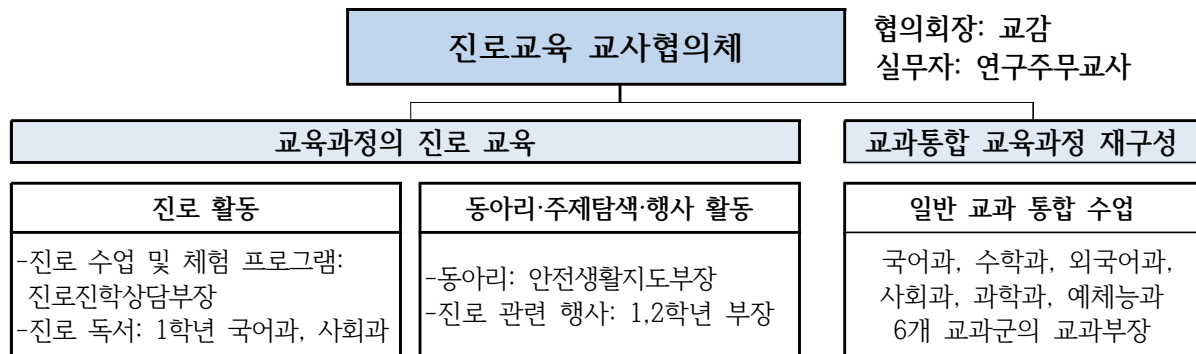 진로교육 교사협의체
협의회장: 교감
실무자: 연구주무교사
교육과정의 진로 교육
교과통합 교육과정 재구성
진로 활동
-진로 수업 및 체험 프로그램:
진로진학상담부장
-진로 독서: 1학년 국어과, 사회과
동아리·주제탐색·행사 활동
-동아리: 안전생활지도부장
-진로 관련 행사: 1,2학년 부장
일반 교과 통합 수업
국어과, 수학과, 외국어과,
사회과, 과학과, 예체능과
6개 교과군의 교과부장